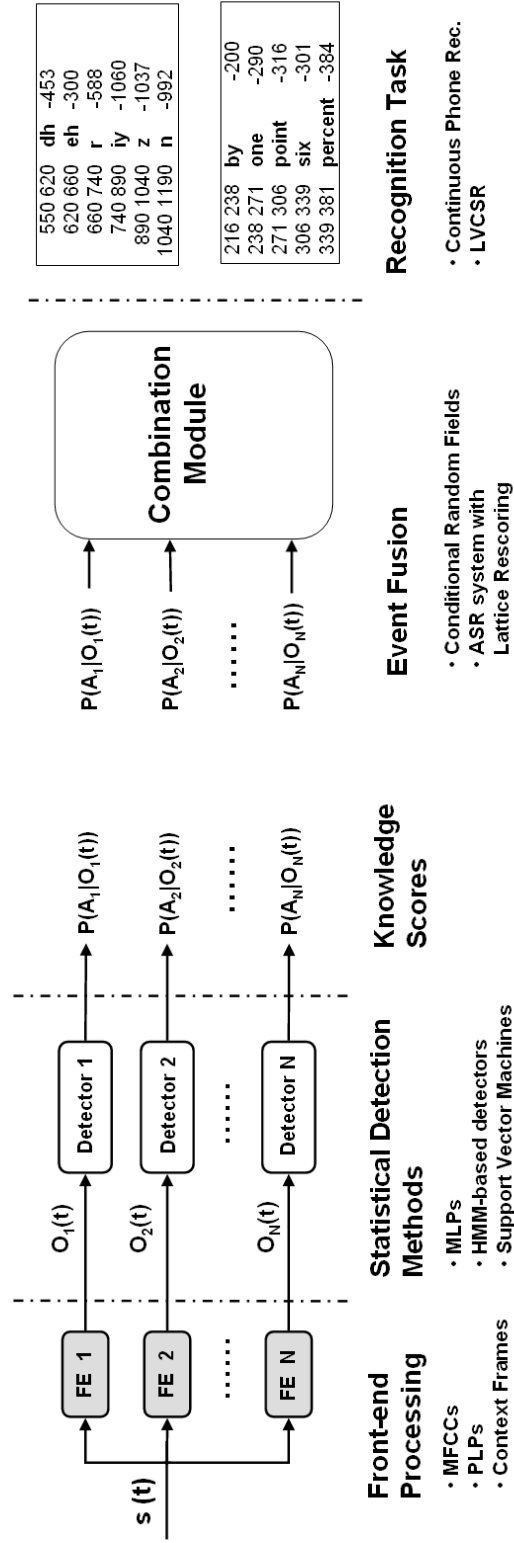 s (t)
FE 1
FE 2
......
FE N
Front-end
Processing
• MFCCs
• PLPs
• Context Frames
O1(t)
O2(t)
ON(t)
Detector 1
Detector 2
......
Detector N
Statistical Detection
Methods
• MLPs
• HMM-based detectors
• Support Vector Machines
P(A1|O1(t))
P(A2|O2(t))
......
P(AN|ON(t))
Knowledge
Scores
P(A1|O1(t))
P(A2|O2(t))
......
P(AN|ON(t))
Combination
Module
Event Fusion
• Conditional Random Fields
• ASR system with
Lattice Rescoring
550 620 dh -453
620 660 eh -300
660 740 r -588
740 890 iy -1060
890 1040 z -1037
1040 1190 n -992
216 238 by -200
238 271 one -290
271 306 point -316
306 339 six -301
339 381 percent -384
Recognition Task
• Continuous Phone Rec.
• LVCSR